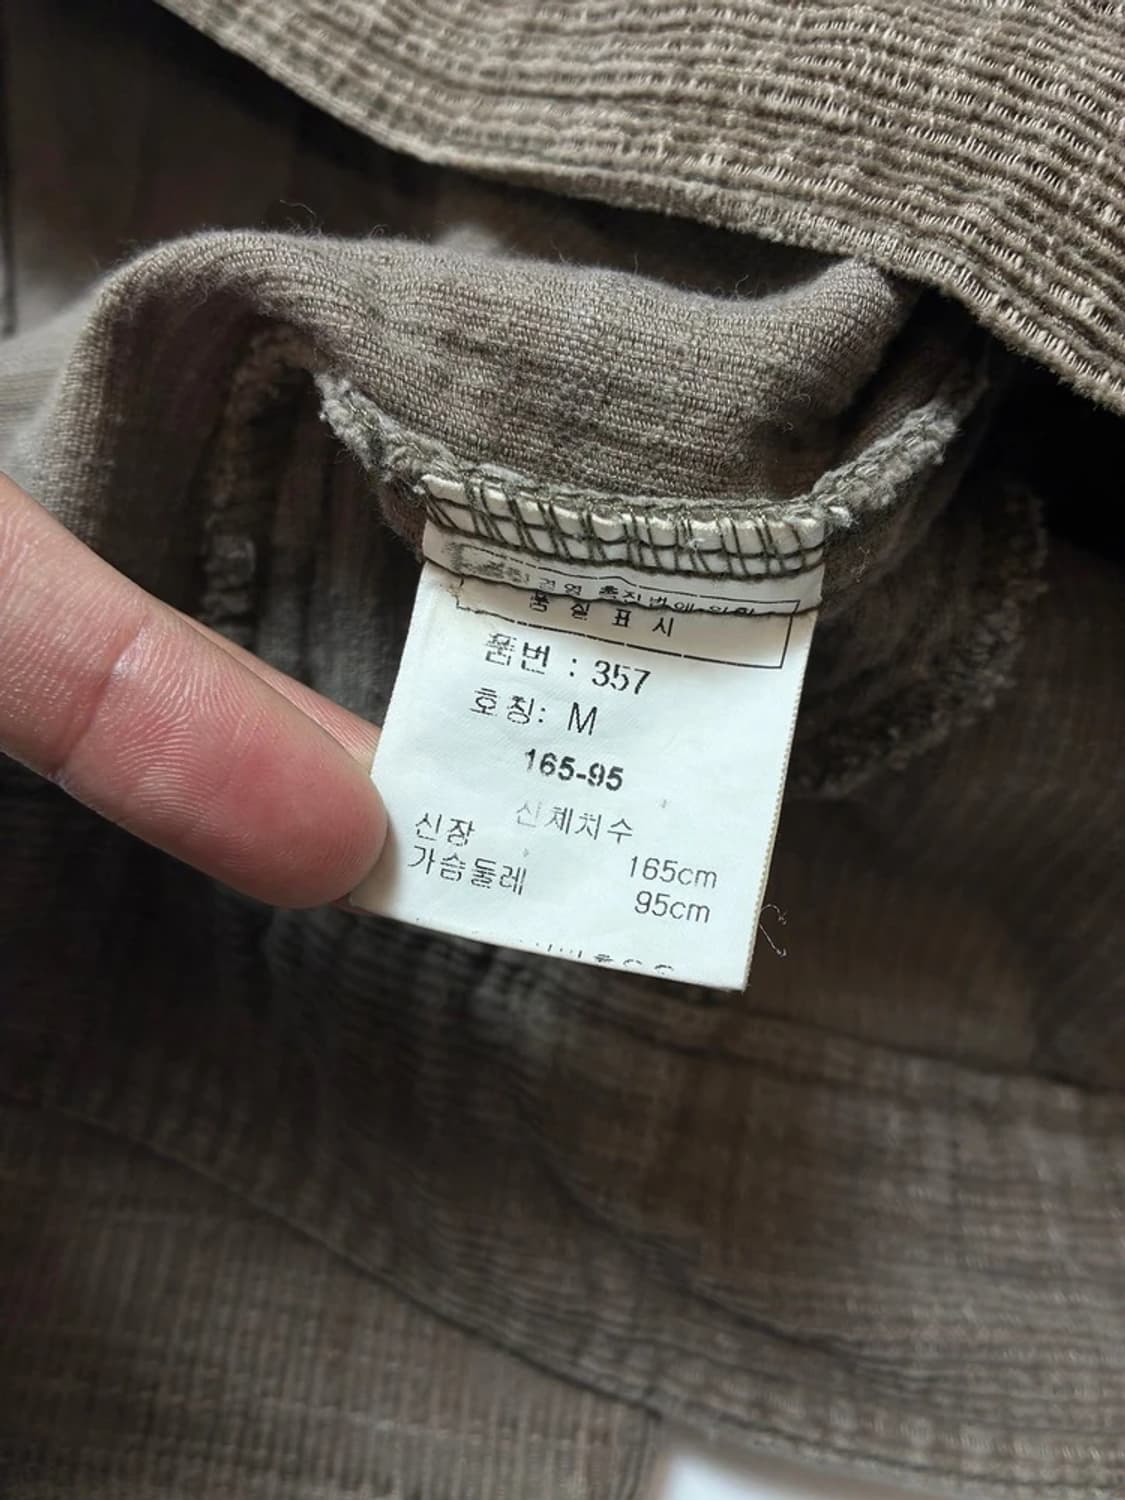 품질표시
품번 : 357
호칭: M
165-95
신체치수
신장 165cm
가슴둘레 95cm